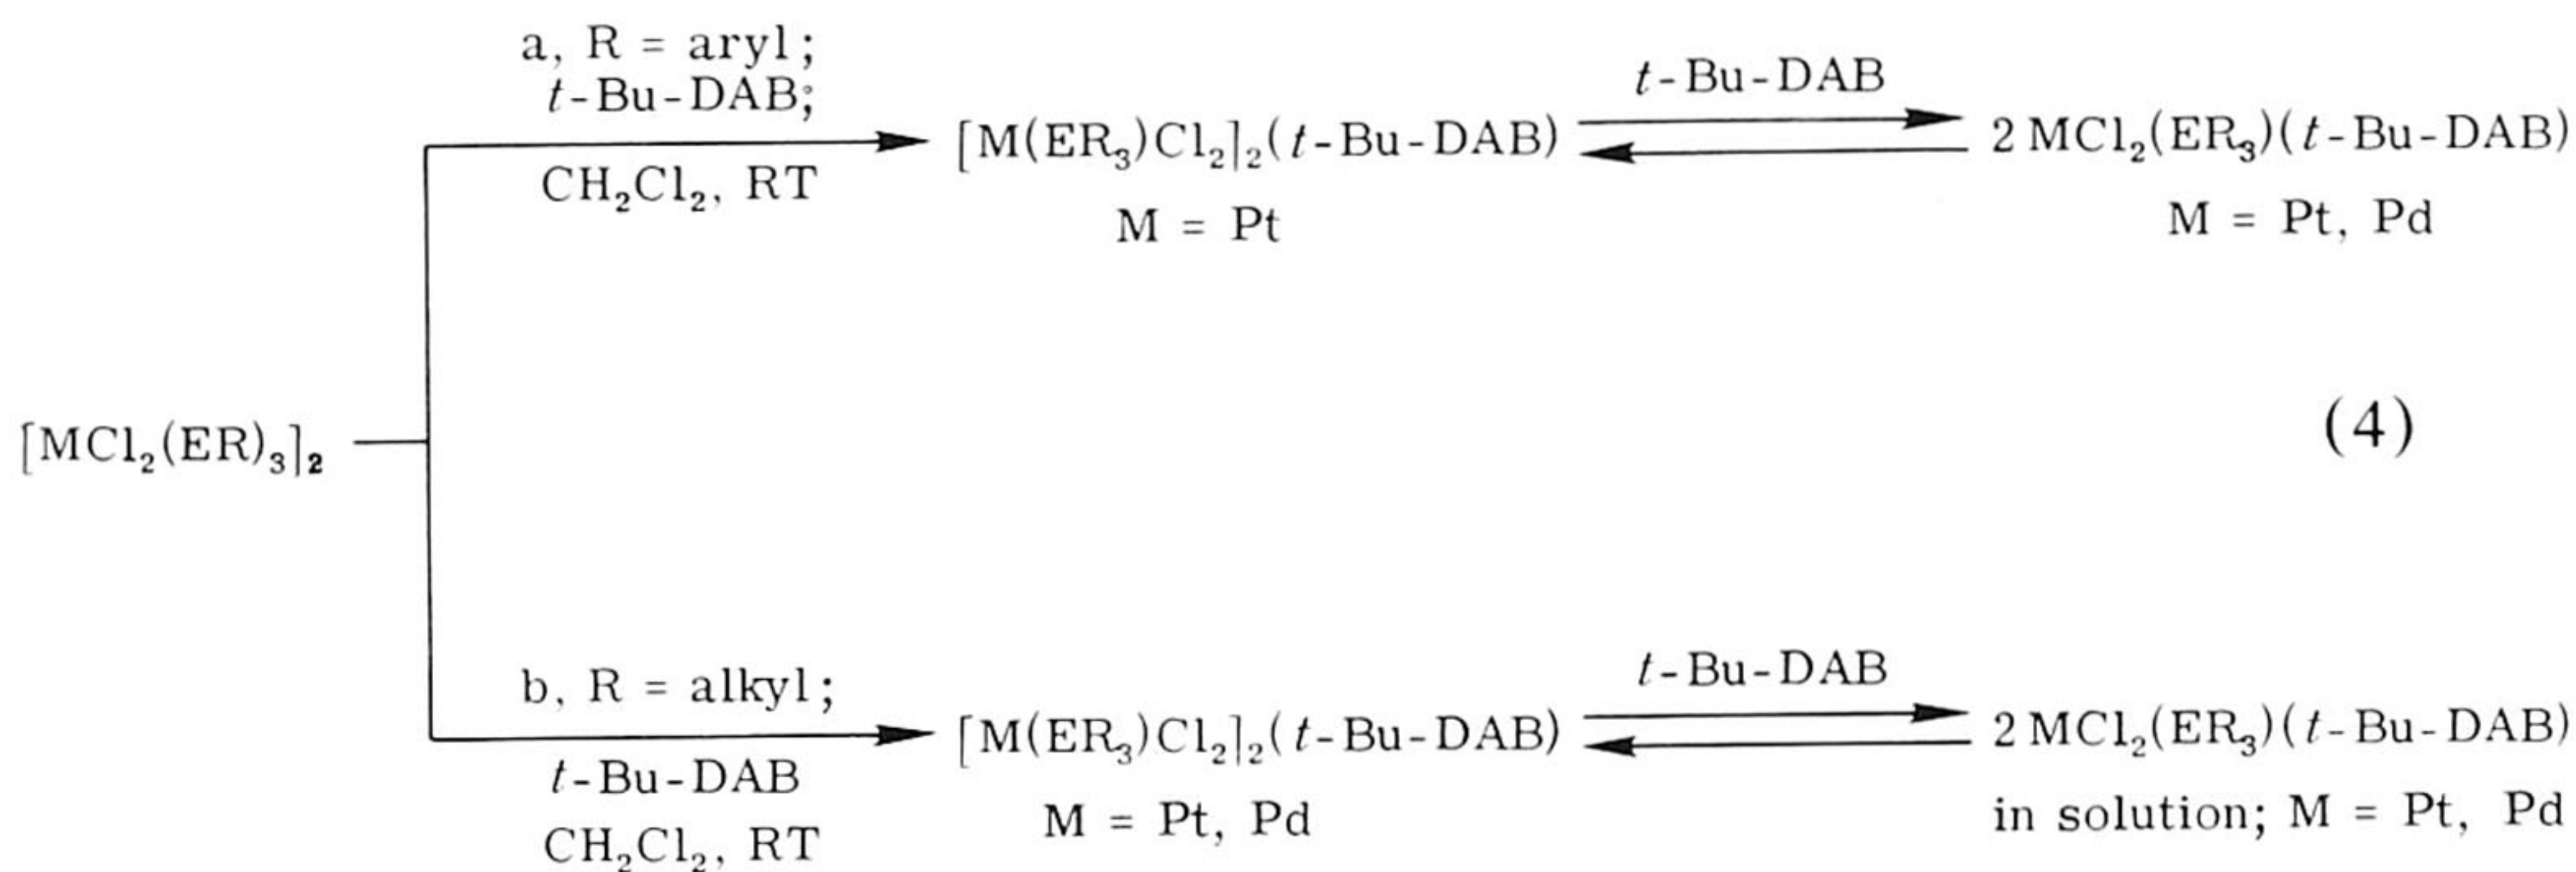 a, R = aryl;
t-Bu-DAB;
CH₂Cl₂, RT
[M(ER₃)Cl₂]₂(t-Bu-DAB)
M = Pt
t-Bu-DAB
2 MCl₂(ER₃)(t-Bu-DAB)
M = Pt, Pd
[MCl₂(ER)₃]₂
(4)
b, R = alkyl;
t-Bu-DAB
CH₂Cl₂, RT
[M(ER₃)Cl₂]₂(t-Bu-DAB)
M = Pt, Pd
t-Bu-DAB
2 MCl₂(ER₃)(t-Bu-DAB)
in solution; M = Pt, Pd